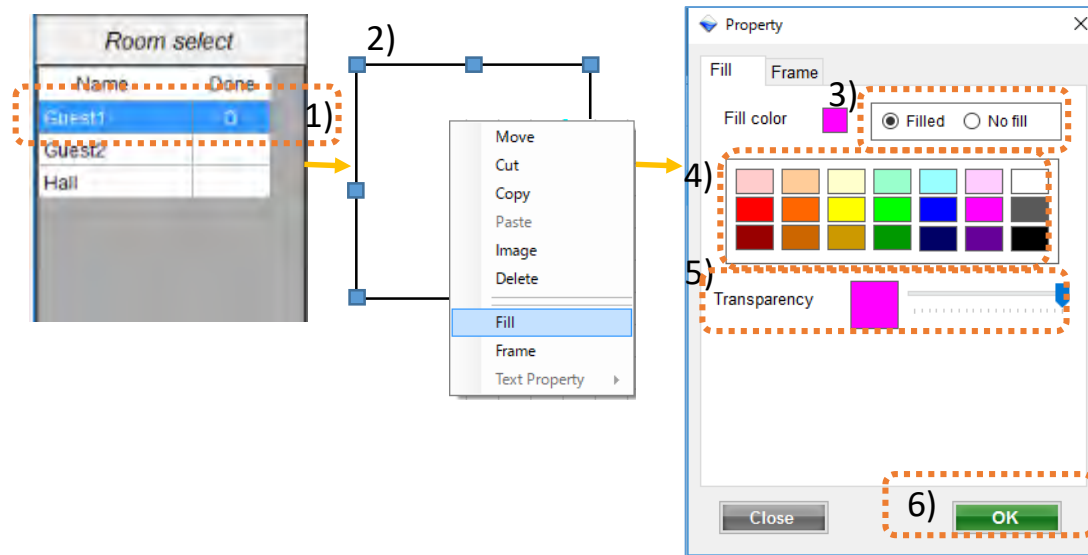 Room select
Name Done
Guest1 0
Guest2
Hall
1)
2)
Move
Cut
Copy
Paste
Image
Delete
Fill
Frame
Text Property
Property
Fill Frame
3)
Fill color Filled No fill
4)
5)
Transparency
6)
Close OK